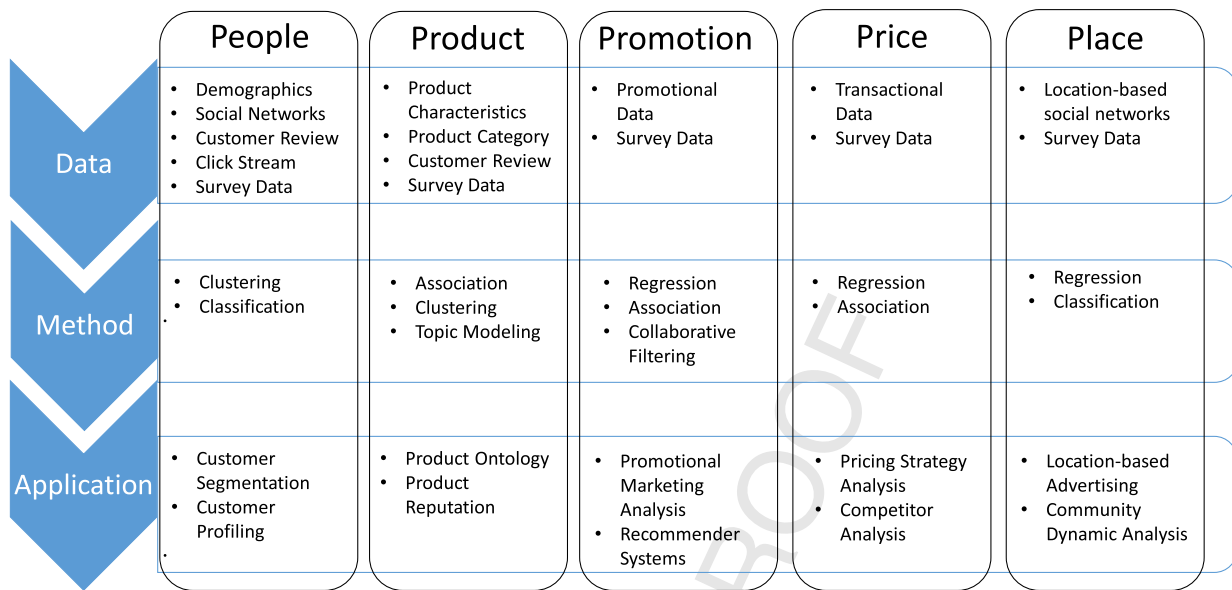 People
Product
Promotion
Price
Place
Data
• Demographics
• Social Networks
• Customer Review
• Click Stream
• Survey Data
• Product
Characteristics
• Product Category
• Customer Review
• Survey Data
• Promotional
Data
• Survey Data
• Transactional
Data
• Survey Data
• Location-based
social networks
• Survey Data
Method
• Clustering
• Classification
• Association
• Clustering
• Topic Modeling
• Regression
• Association
• Collaborative
Filtering
• Regression
• Association
• Regression
• Classification
Application
• Customer
Segmentation
• Customer
Profiling
• Product Ontology
• Product
Reputation
• Promotional
Marketing
Analysis
• Recommender
Systems
• Pricing Strategy
Analysis
• Competitor
Analysis
• Location-based
Advertising
• Community
Dynamic Analysis
ROOF